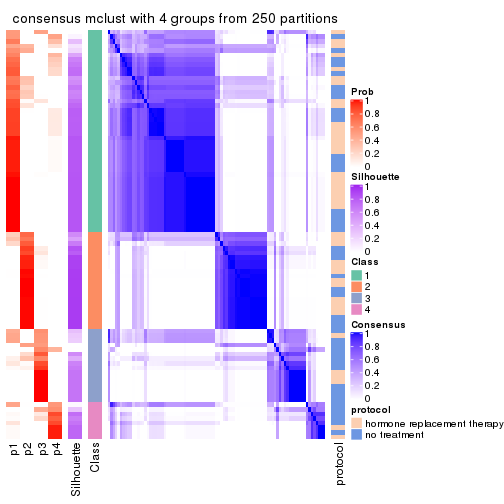 consensus mclust with 4 groups from 250 partitions
Prob
1
0.8
0.6
0.4
0.2
0
Silhouette
1
0.8
0.6
0.4
0.2
0
Class
1
2
3
4
Consensus
1
0.8
0.6
0.4
0.2
0
protocol
hormone replacement therapy
no treatment
p1
p2
p3
p4
Silhouette
Class
protocol